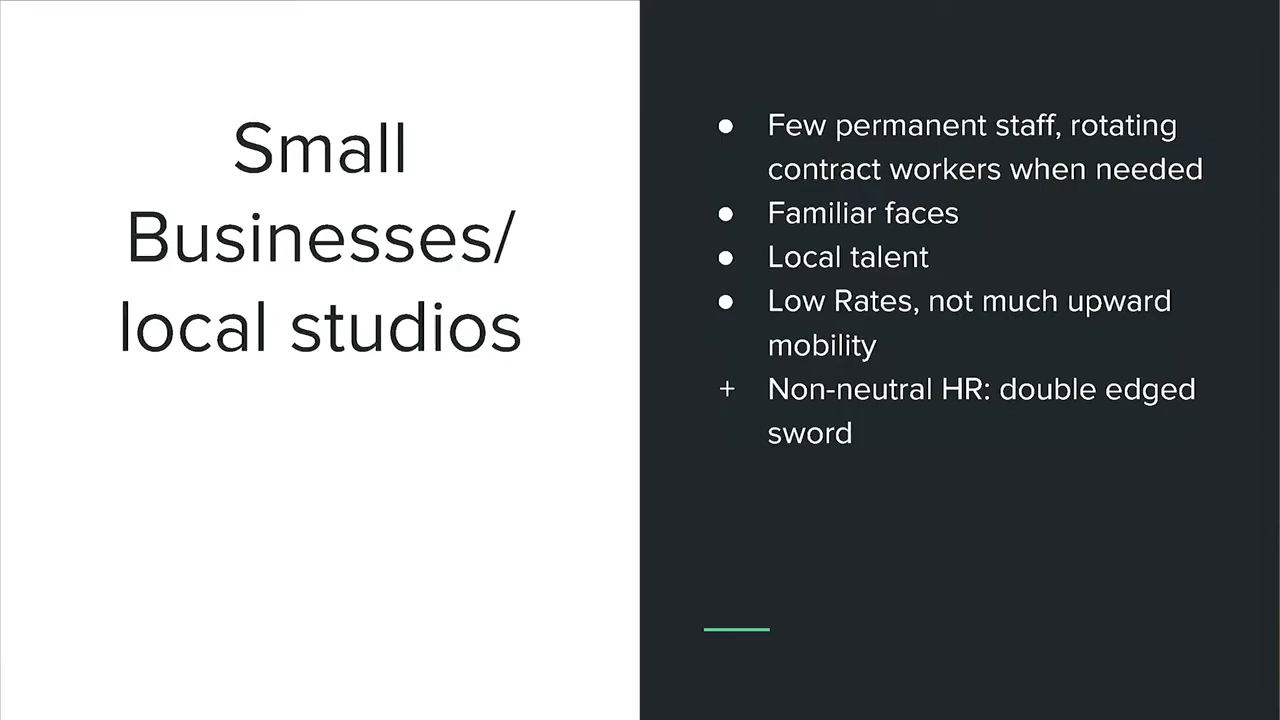 Small
Businesses/
local studios
● Few permanent staff, rotating
contract workers when needed
● Familiar faces
● Local talent
● Low Rates, not much upward
mobility
+ Non-neutral HR: double edged
sword